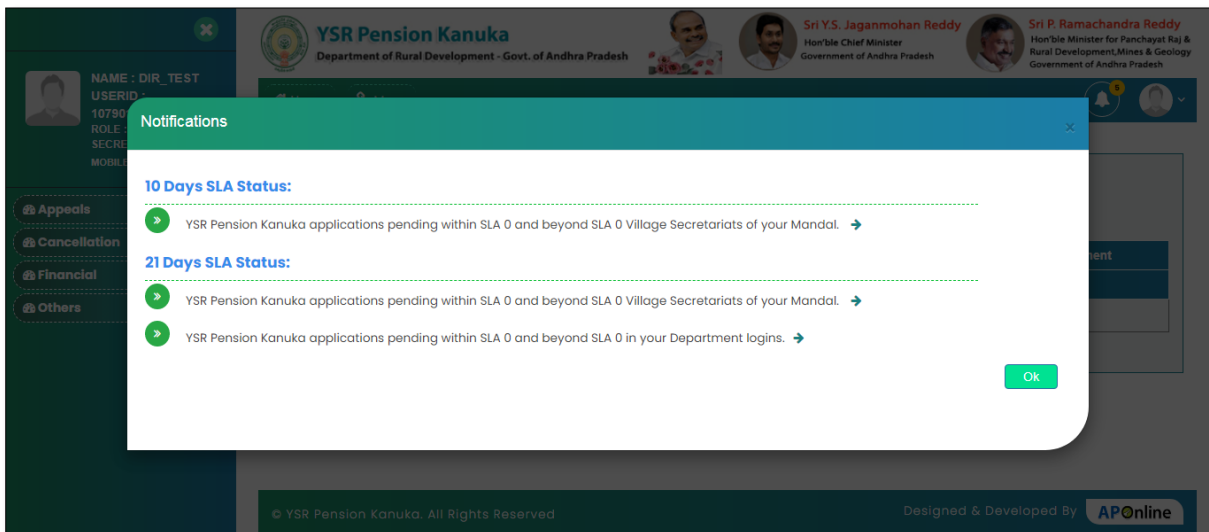 YSR Pension Kanuka
Department of Rural Development - Govt. of Andhra Pradesh
Sri Y.S. Jaganmohan Reddy
Hon'ble Chief Minister
Government of Andhra Pradesh
Sri P. Ramachandra Reddy
Hon'ble Minister for Panchayat Raj &
Rural Development,Mines & Geology
Government of Andhra Pradesh
NAME : DIR_TEST
USERID :
10790
ROLE :
5
Notifications
×
10 Days SLA Status:
YSR Pension Kanuka applications pending within SLA 0 and beyond SLA 0 Village Secretariats of your Mandal.
21 Days SLA Status:
YSR Pension Kanuka applications pending within SLA 0 and beyond SLA 0 Village Secretariats of your Mandal.
YSR Pension Kanuka applications pending within SLA 0 and beyond SLA 0 in your Department logins.
Ok
Appeals
Cancellation
Financial
Others
© YSR Pension Kanuka. All Rights Reserved
Designed & Developed By APOnline